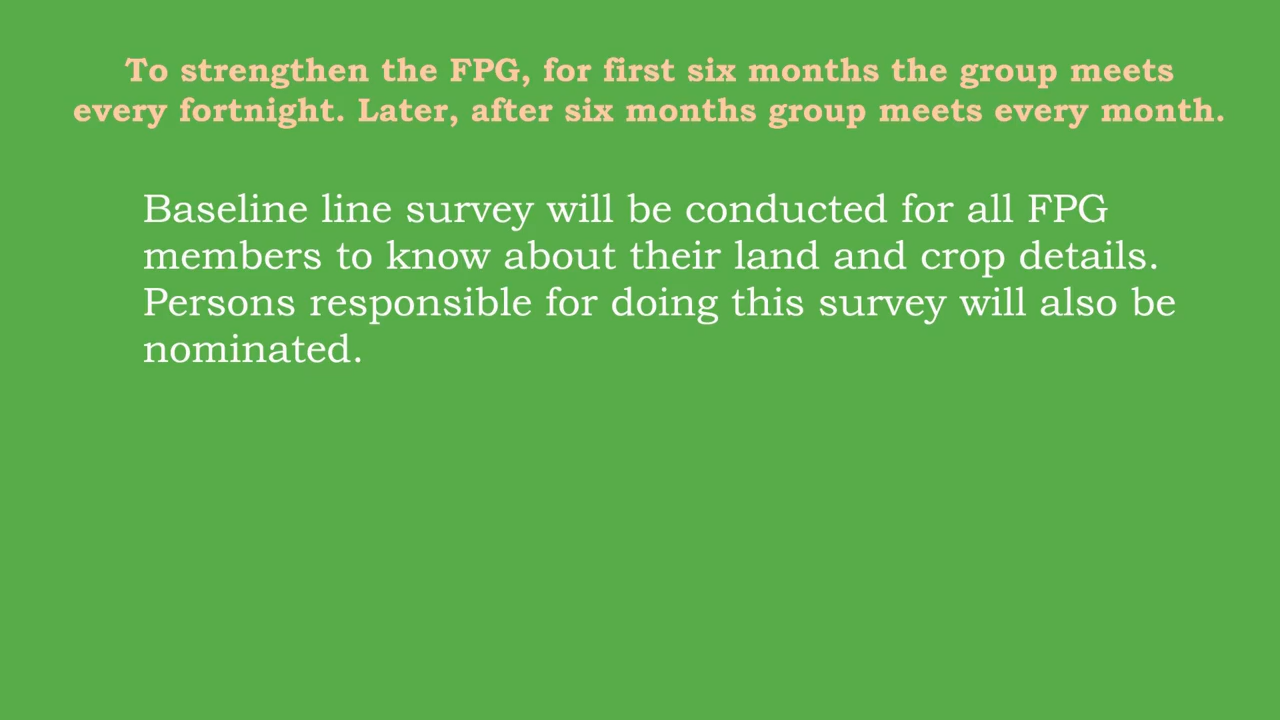 To strengthen the FPG, for first six months the group meets
every fortnight. Later, after six months group meets every month.
Baseline line survey will be conducted for all FPG
members to know about their land and crop details.
Persons responsible for doing this survey will also be
nominated.